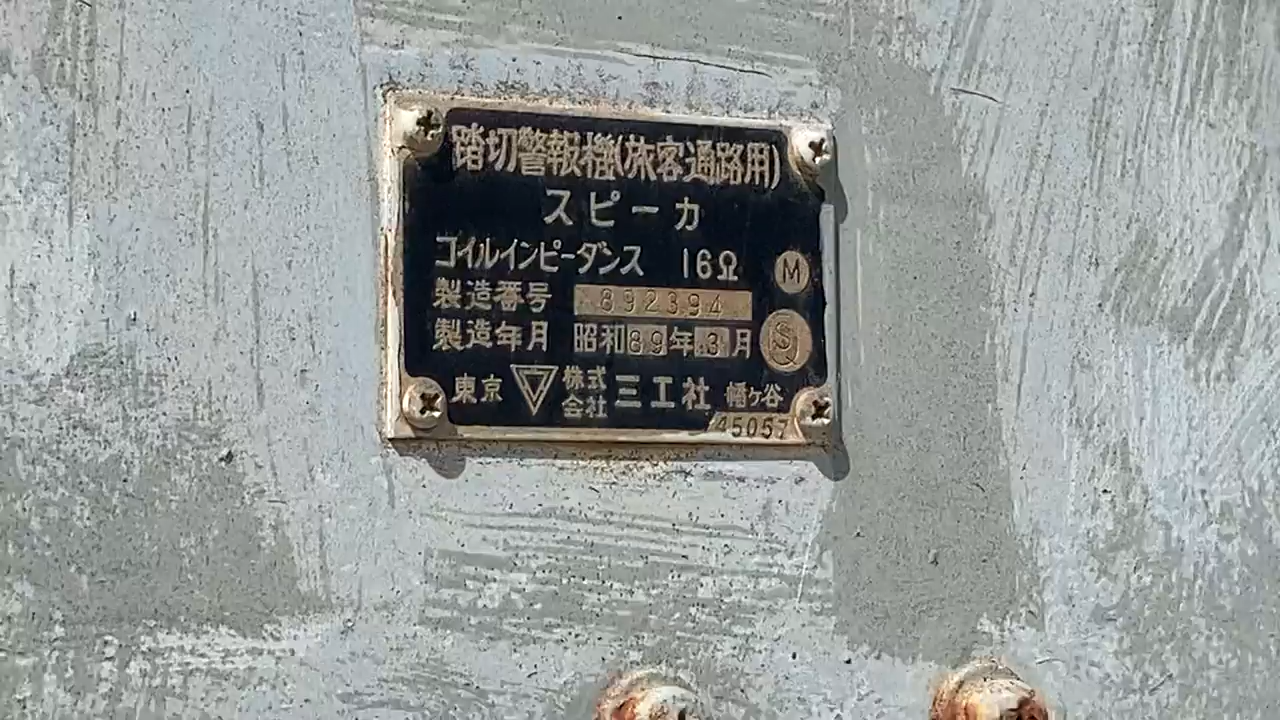 踏切警報機(旅客通路用)
スピーカ
コイルインピーダンス 16Ω
M
製造番号 892394
製造年月 昭和89年3月
東京 株式会社 三工社 幡ヶ谷
45057